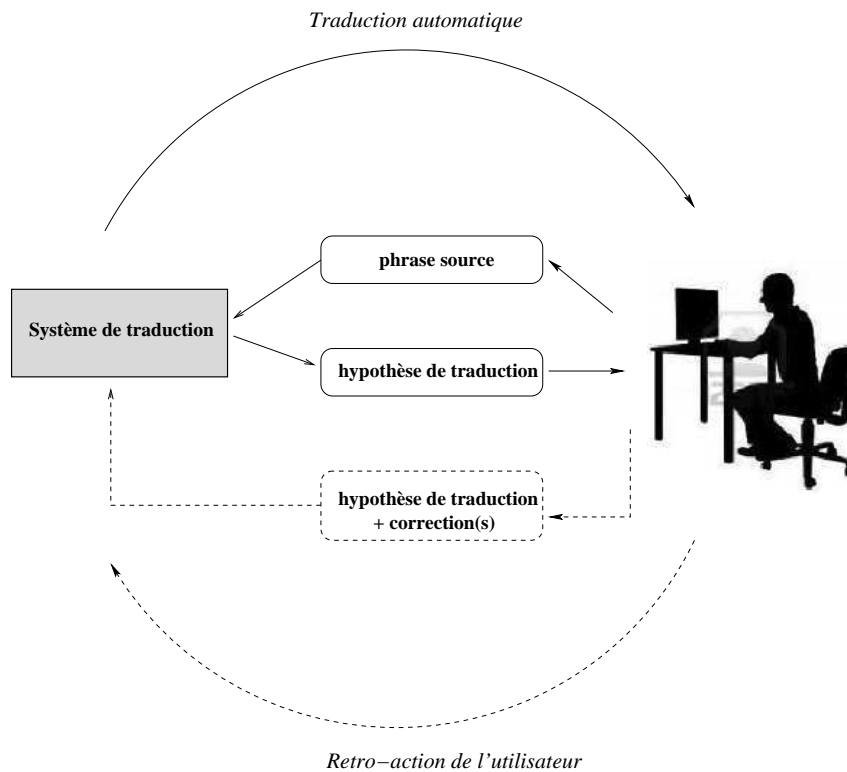 Traduction automatique
phrase source
Système de traduction
hypothèse de traduction
hypothèse de traduction
+ correction(s)
Retro−action de l’utilisateur